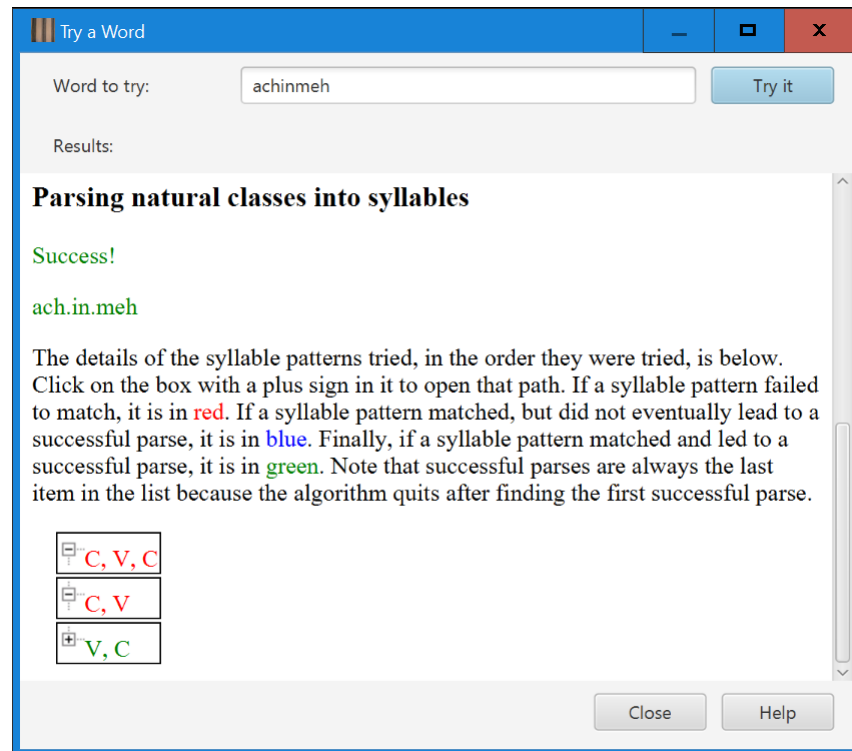 Try a Word
Word to try: achinmeh Try it
Results:
Parsing natural classes into syllables
Success!
ach.in.meh
The details of the syllable patterns tried, in the order they were tried, is below.
Click on the box with a plus sign in it to open that path. If a syllable pattern failed
to match, it is in red. If a syllable pattern matched, but did not eventually lead to a
successful parse, it is in blue. Finally, if a syllable pattern matched and led to a
successful parse, it is in green. Note that successful parses are always the last
item in the list because the algorithm quits after finding the first successful parse.
C, V, C
C, V
V, C
Close Help